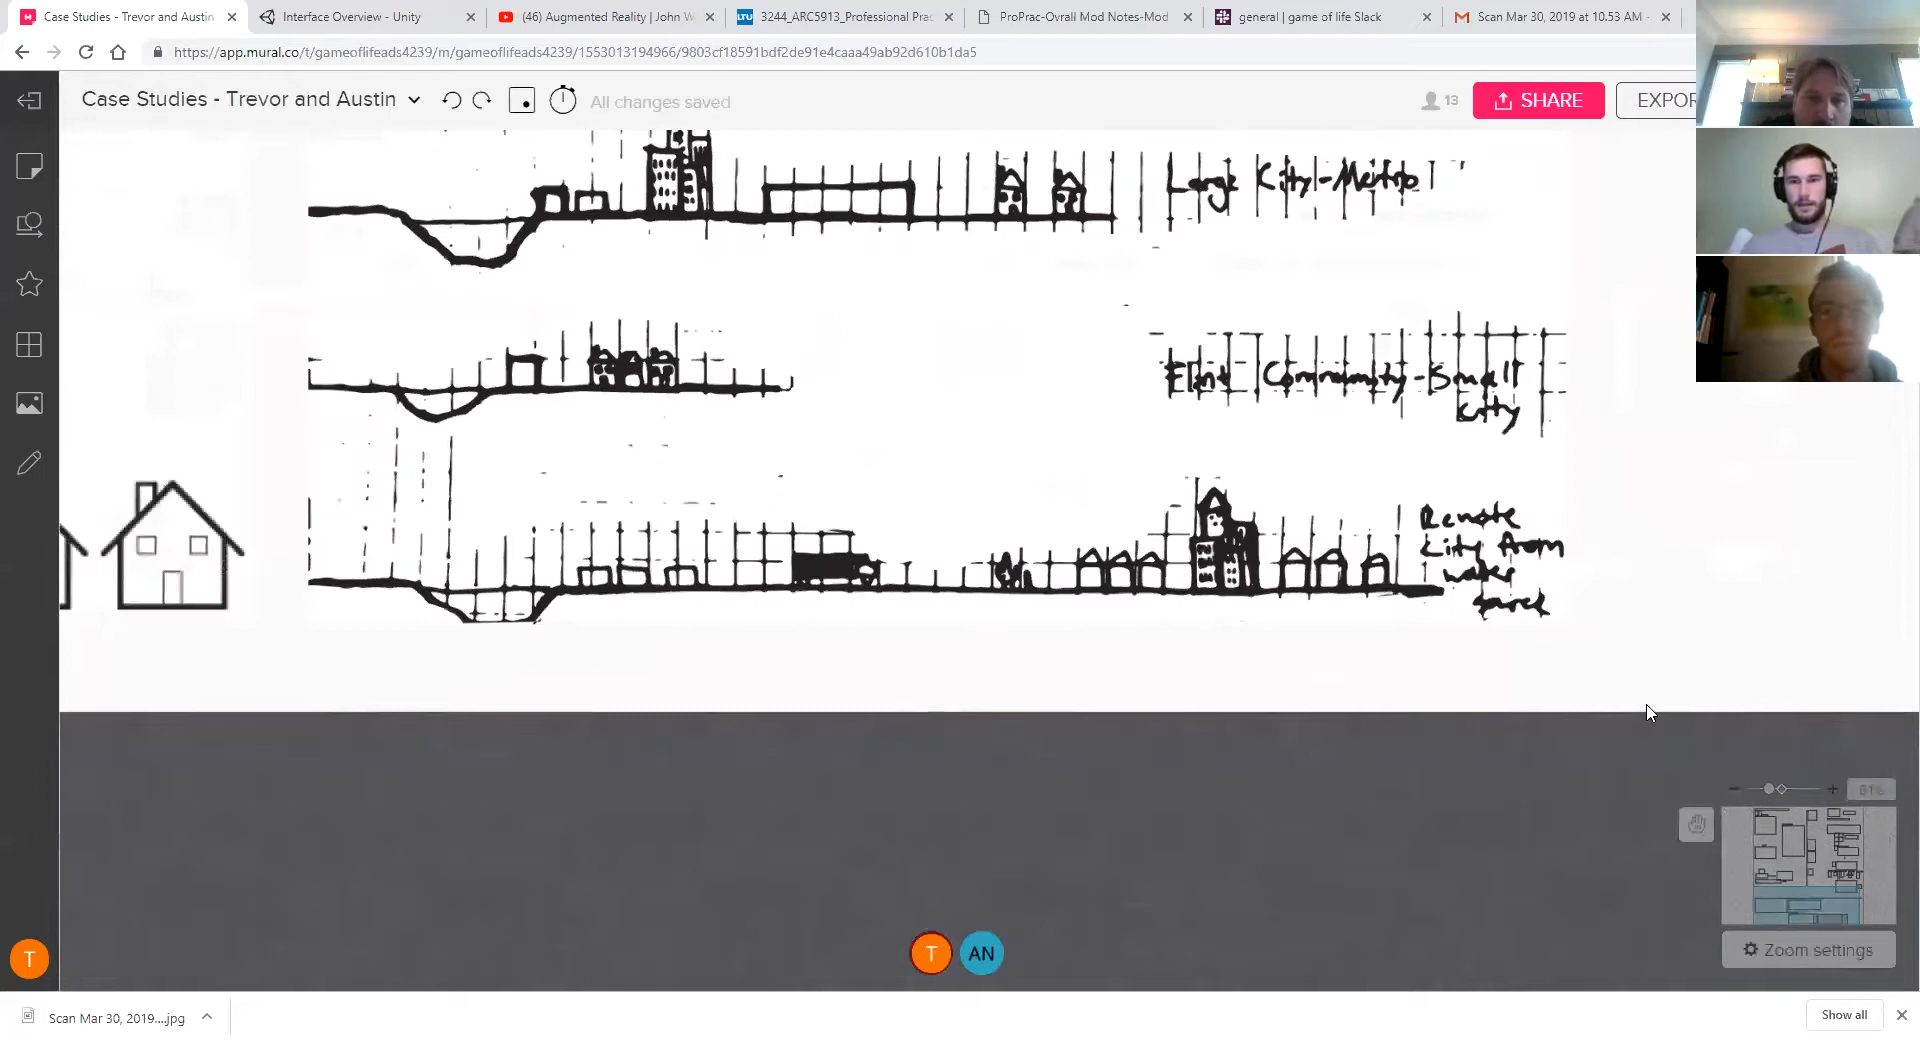 Case Studies - Trevor and Austin
Interface Overview - Unity
(46) Augmented Reality | John W
3244_ARC5913_Professional Prac
ProPrac-Ovrall Mod Notes-Mod
general | game of life Slack
Scan Mar 30, 2019 at 10.53 AM -
https://app.mural.co/t/gameoflifeads4239/m/gameoflifeads4239/1553013194966/9803cf18591bdf2de91e4caaa49ab92d610b1da5
Case Studies - Trevor and Austin
All changes saved
13
SHARE
EXPOR
Large City-
Community-Small
City
Remote
City from
water
T
T
AN
Zoom settings
Scan Mar 30, 2019....jpg
Show all